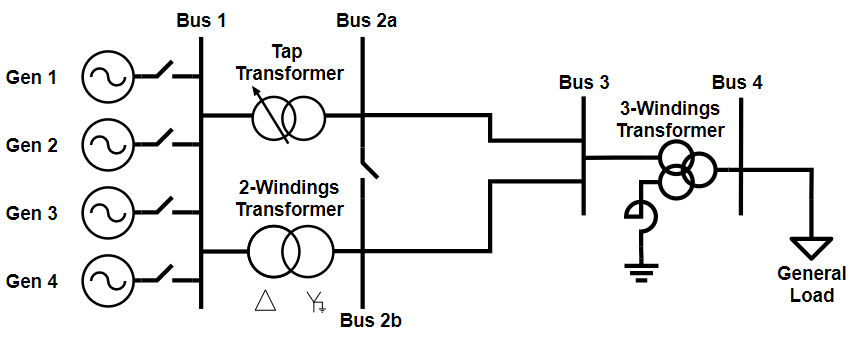 Bus 1
Bus 2a
Tap
Transformer
Gen 1
Bus 3
Bus 4
3-Windings
Transformer
Gen 2
2-Windings
Transformer
Gen 3
Gen 4
General
Load
Bus 2b